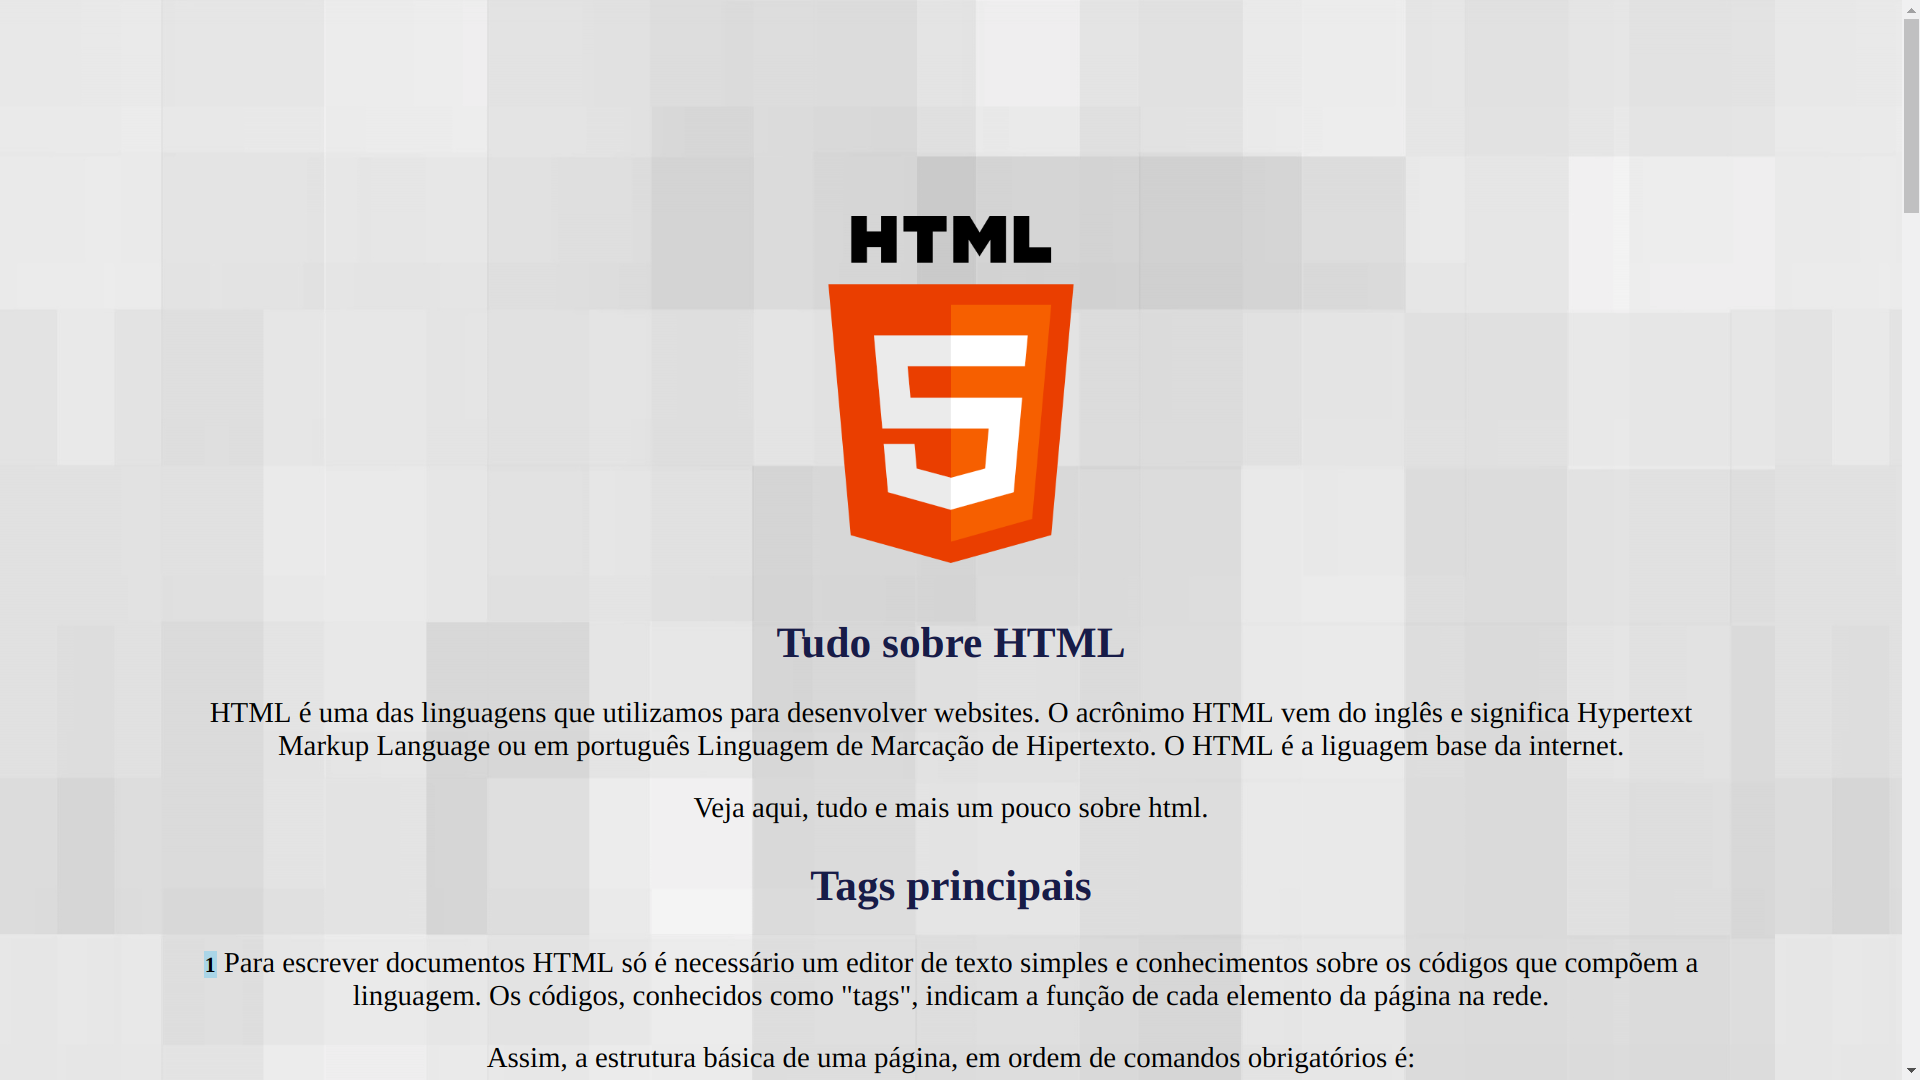 HTML
5
Tudo sobre HTML
HTML é uma das linguagens que utilizamos para desenvolver websites. O acrônimo HTML vem do inglês e significa Hypertext
Markup Language ou em português Linguagem de Marcação de Hipertexto. O HTML é a liguagem base da internet.
Veja aqui, tudo e mais um pouco sobre html.
Tags principais
1 Para escrever documentos HTML só é necessário um editor de texto simples e conhecimentos sobre os códigos que compõem a
linguagem. Os códigos, conhecidos como "tags", indicam a função de cada elemento da página na rede.
Assim, a estrutura básica de uma página, em ordem de comandos obrigatórios é: